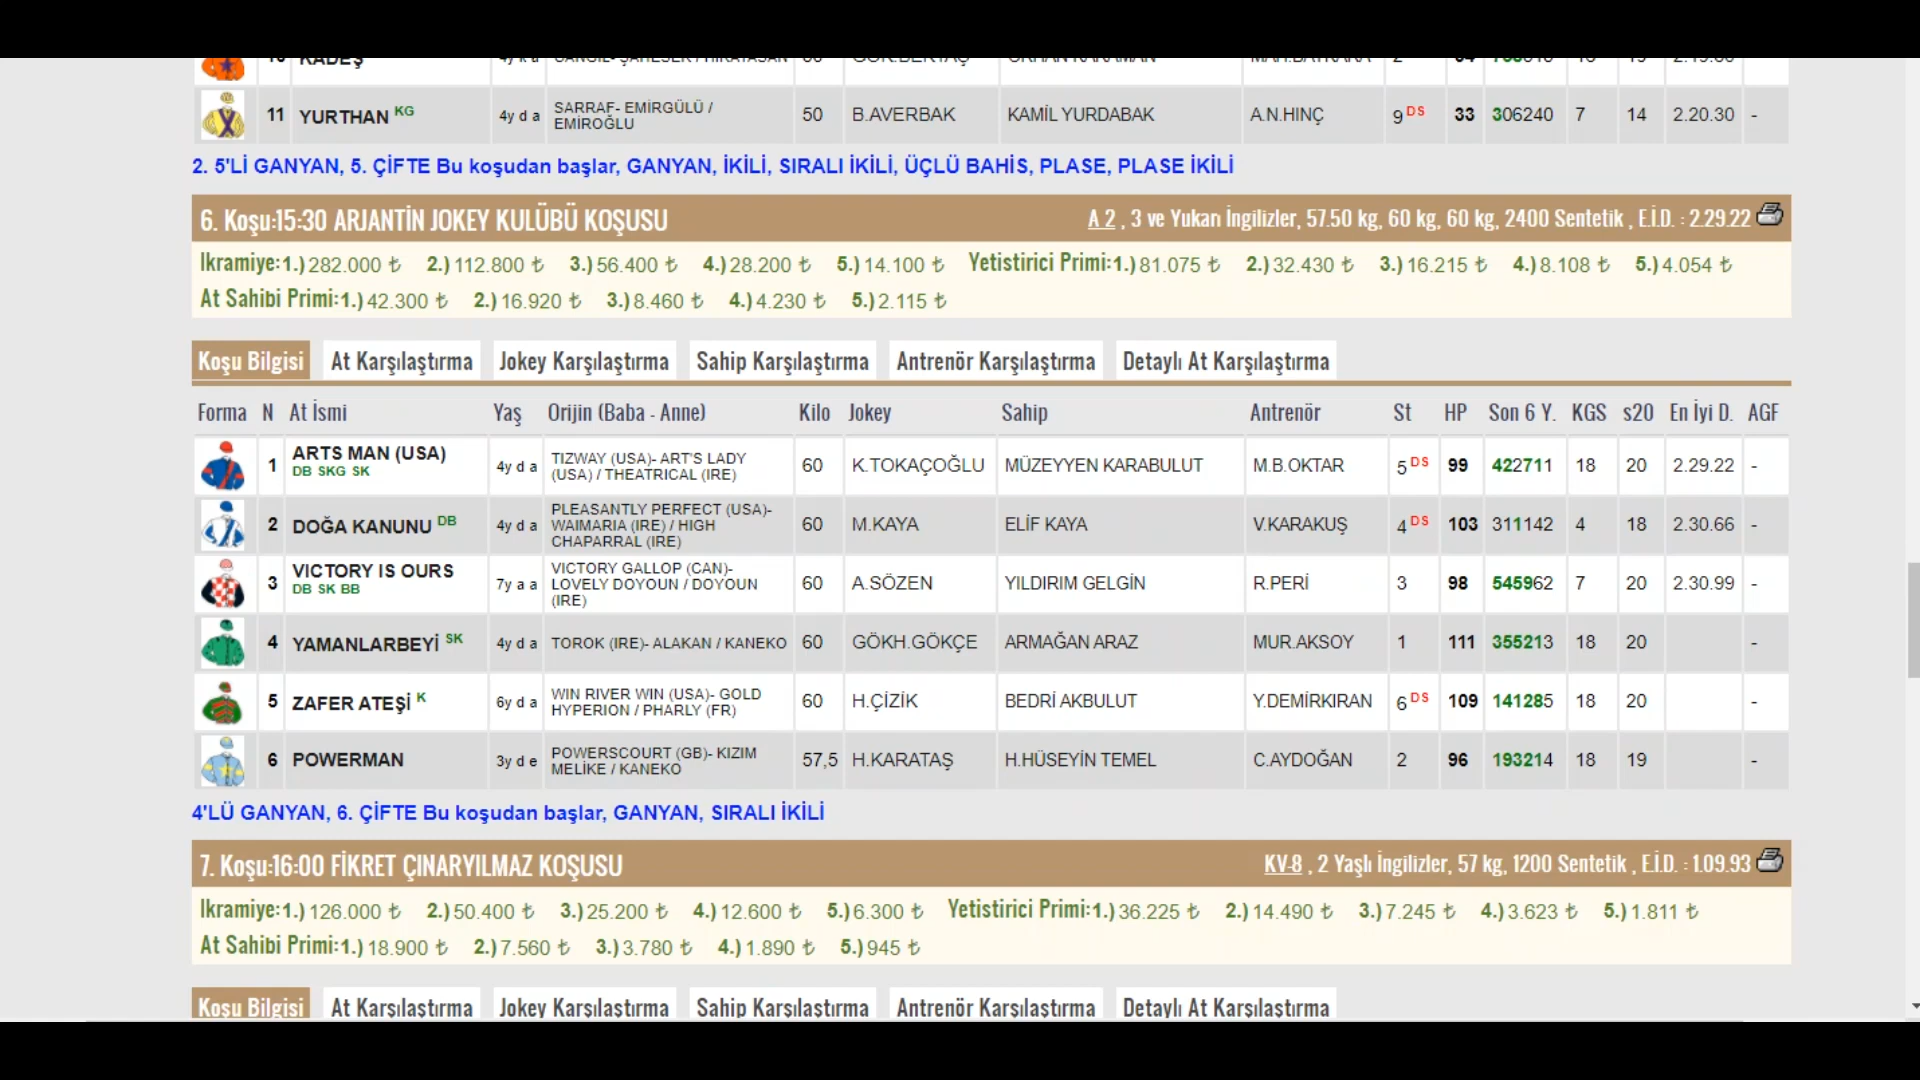 KADEŞ
11 YURTHAN KG 4y d a SARRAF- EMİRGÜLÜ / EMİROĞLU 50 B.AVERBAK KAMİL YURDABAK A.N.HINÇ 9 DS 33 306240 7 14 2.20.30 -
2. 5'Lİ GANYAN, 5. ÇİFTE Bu koşudan başlar, GANYAN, İKİLİ, SIRALI İKİLİ, ÜÇLÜ BAHİS, PLASE, PLASE İKİLİ
6. Koşu:15:30 ARJANTİN JOKEY KULÜBÜ KOŞUSU A 2 , 3 ve Yukarı İngilizler, 57.50 kg, 60 kg, 60 kg, 2400 Sentetik , E.İ.D. : 2.29.22
Ikramiye:1.) 282.000 ₺ 2.) 112.800 ₺ 3.) 56.400 ₺ 4.) 28.200 ₺ 5.) 14.100 ₺ Yetistirici Primi:1.) 81.075 ₺ 2.) 32.430 ₺ 3.) 16.215 ₺ 4.) 8.108 ₺ 5.) 4.054 ₺
At Sahibi Primi:1.) 42.300 ₺ 2.) 16.920 ₺ 3.) 8.460 ₺ 4.) 4.230 ₺ 5.) 2.115 ₺
Koşu Bilgisi At Karşılaştırma Jokey Karşılaştırma Sahip Karşılaştırma Antrenör Karşılaştırma Detaylı At Karşılaştırma
Forma N At İsmi Yaş Orijin (Baba - Anne) Kilo Jokey Sahip Antrenör St HP Son 6 Y. KGS s20 En İyi D. AGF
1 ARTS MAN (USA) DB SKG SK 4y d a TIZWAY (USA)- ART'S LADY (USA) / THEATRICAL (IRE) 60 K.TOKAÇOĞLU MÜZEYYEN KARABULUT M.B.OKTAR 5 DS 99 422711 18 20 2.29.22 -
2 DOĞA KANUNU DB 4y d a PLEASANTLY PERFECT (USA)- WAIMARIA (IRE) / HIGH CHAPARRAL (IRE) 60 M.KAYA ELİF KAYA V.KARAKUŞ 4 DS 103 311142 4 18 2.30.66 -
3 VICTORY IS OURS DB SK BB 7y a a VICTORY GALLOP (CAN)- LOVELY DOYOUN / DOYOUN (IRE) 60 A.SÖZEN YILDIRIM GELGİN R.PERİ 3 98 545962 7 20 2.30.99 -
4 YAMANLARBEYİ SK 4y d a TOROK (IRE)- ALAKAN / KANEKO 60 GÖKH.GÖKÇE ARMAĞAN ARAZ MUR.AKSOY 1 111 355213 18 20 -
5 ZAFER ATEŞİ K 6y d a WIN RIVER WIN (USA)- GOLD HYPERION / PHARLY (FR) 60 H.ÇİZİK BEDRİ AKBULUT Y.DEMİRKIRAN 6 DS 109 141285 18 20 -
6 POWERMAN 3y d e POWERSCOURT (GB)- KIZIM MELİKE / KANEKO 57,5 H.KARATAŞ H.HÜSEYİN TEMEL C.AYDOĞAN 2 96 193214 18 19 -
4'LÜ GANYAN, 6. ÇİFTE Bu koşudan başlar, GANYAN, SIRALI İKİLİ
7. Koşu:16:00 FİKRET ÇINARYILMAZ KOŞUSU KV-8 , 2 Yaşlı İngilizler, 57 kg, 1200 Sentetik , E.İ.D. : 1.09.93
Ikramiye:1.) 126.000 ₺ 2.) 50.400 ₺ 3.) 25.200 ₺ 4.) 12.600 ₺ 5.) 6.300 ₺ Yetistirici Primi:1.) 36.225 ₺ 2.) 14.490 ₺ 3.) 7.245 ₺ 4.) 3.623 ₺ 5.) 1.811 ₺
At Sahibi Primi:1.) 18.900 ₺ 2.) 7.560 ₺ 3.) 3.780 ₺ 4.) 1.890 ₺ 5.) 945 ₺
Koşu Bilgisi At Karşılaştırma Jokey Karşılaştırma Sahip Karşılaştırma Antrenör Karşılaştırma Detaylı At Karşılaştırma